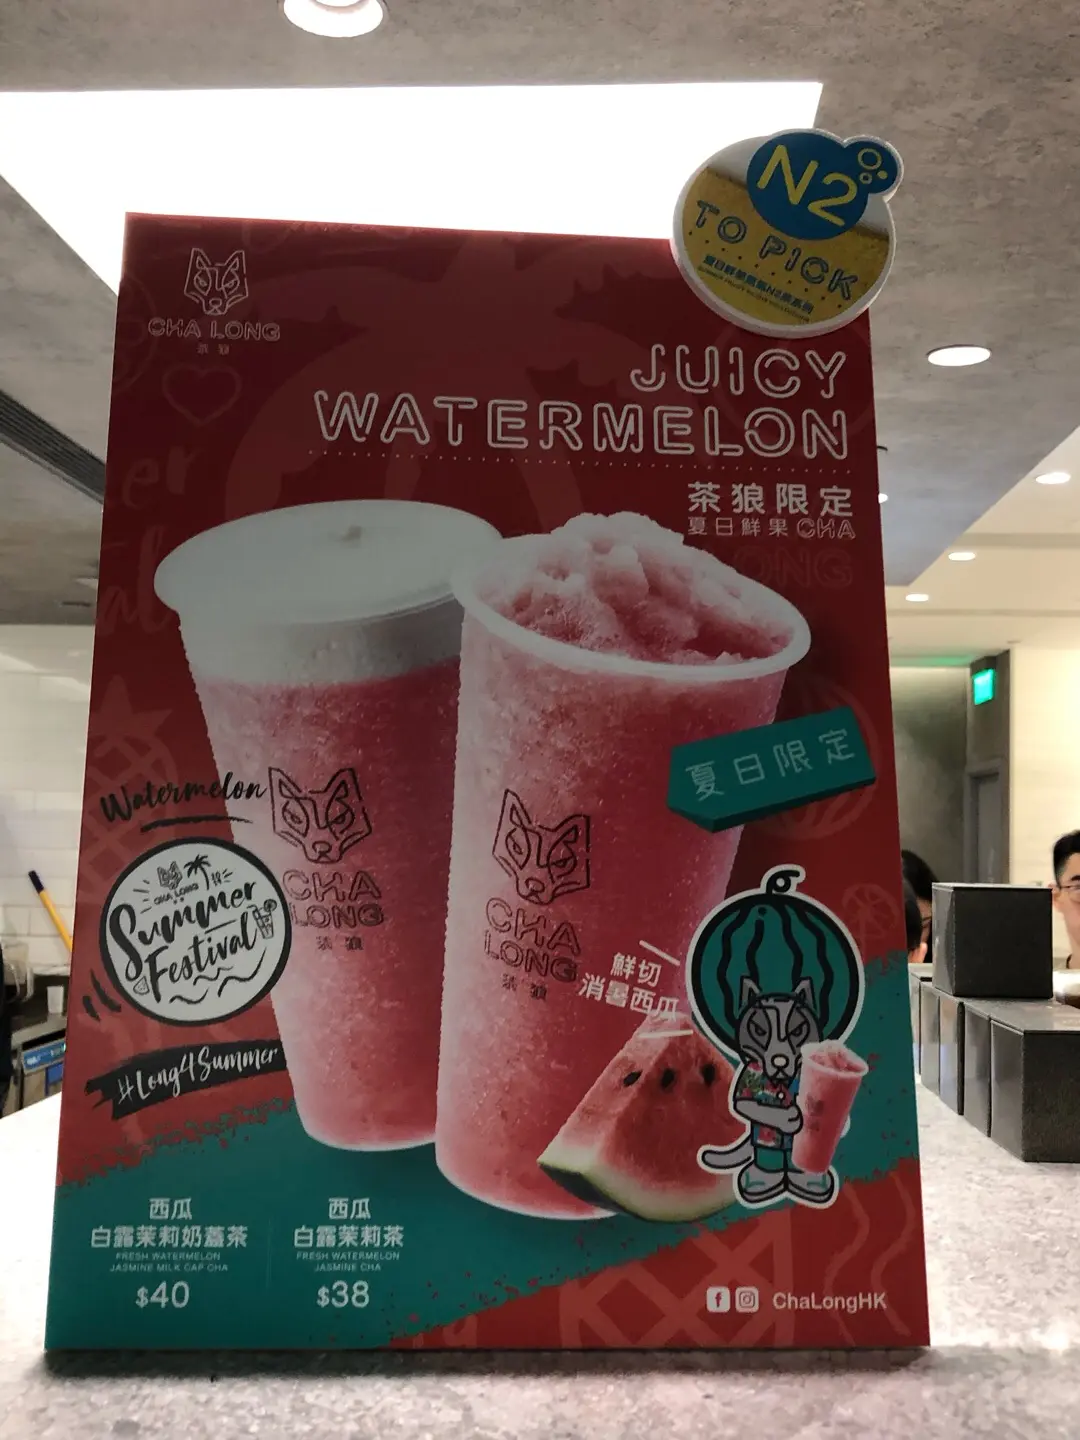 N2
TO PICK
CHA LONG
茶狼
JUICY
WATERMELON
茶狼限定
夏日鮮果CHA
夏日限定
Watermelon
CHA LONG
Summer
Festival
#Long4Summer
CHA
LONG
茶狼
CHA
LONG
茶狼
鮮切
消暑西瓜
西瓜
白露茉莉奶蓋茶
FRESH WATERMELON
JASMINE MILK CAP CHA
$40
西瓜
白露茉莉茶
FRESH WATERMELON
JASMINE CHA
$38
ChaLongHK